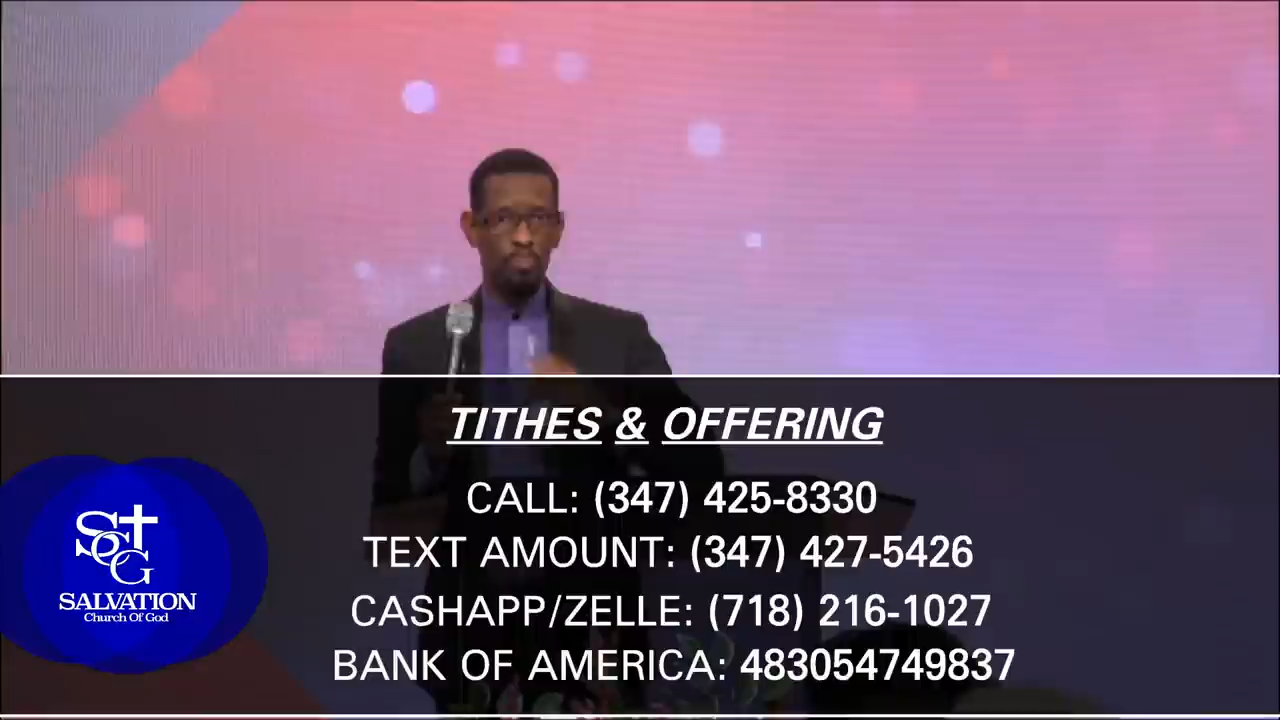 TITHES & OFFERING
CALL: (347) 425-8330
TEXT AMOUNT: (347) 427-5426
CASHAPP/ZELLE: (718) 216-1027
BANK OF AMERICA: 483054749837
SCOG
SALVATION
Church Of God